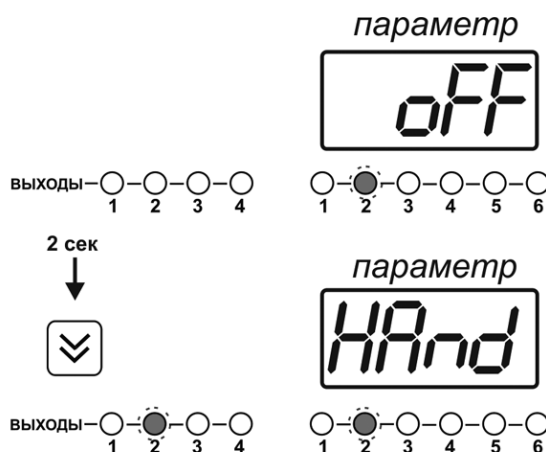 параметр
oFF
ВЫХОДЫ 1 2 3 4 1 2 3 4 5 6
2 сек
параметр
HAnd
ВЫХОДЫ 1 2 3 4 1 2 3 4 5 6